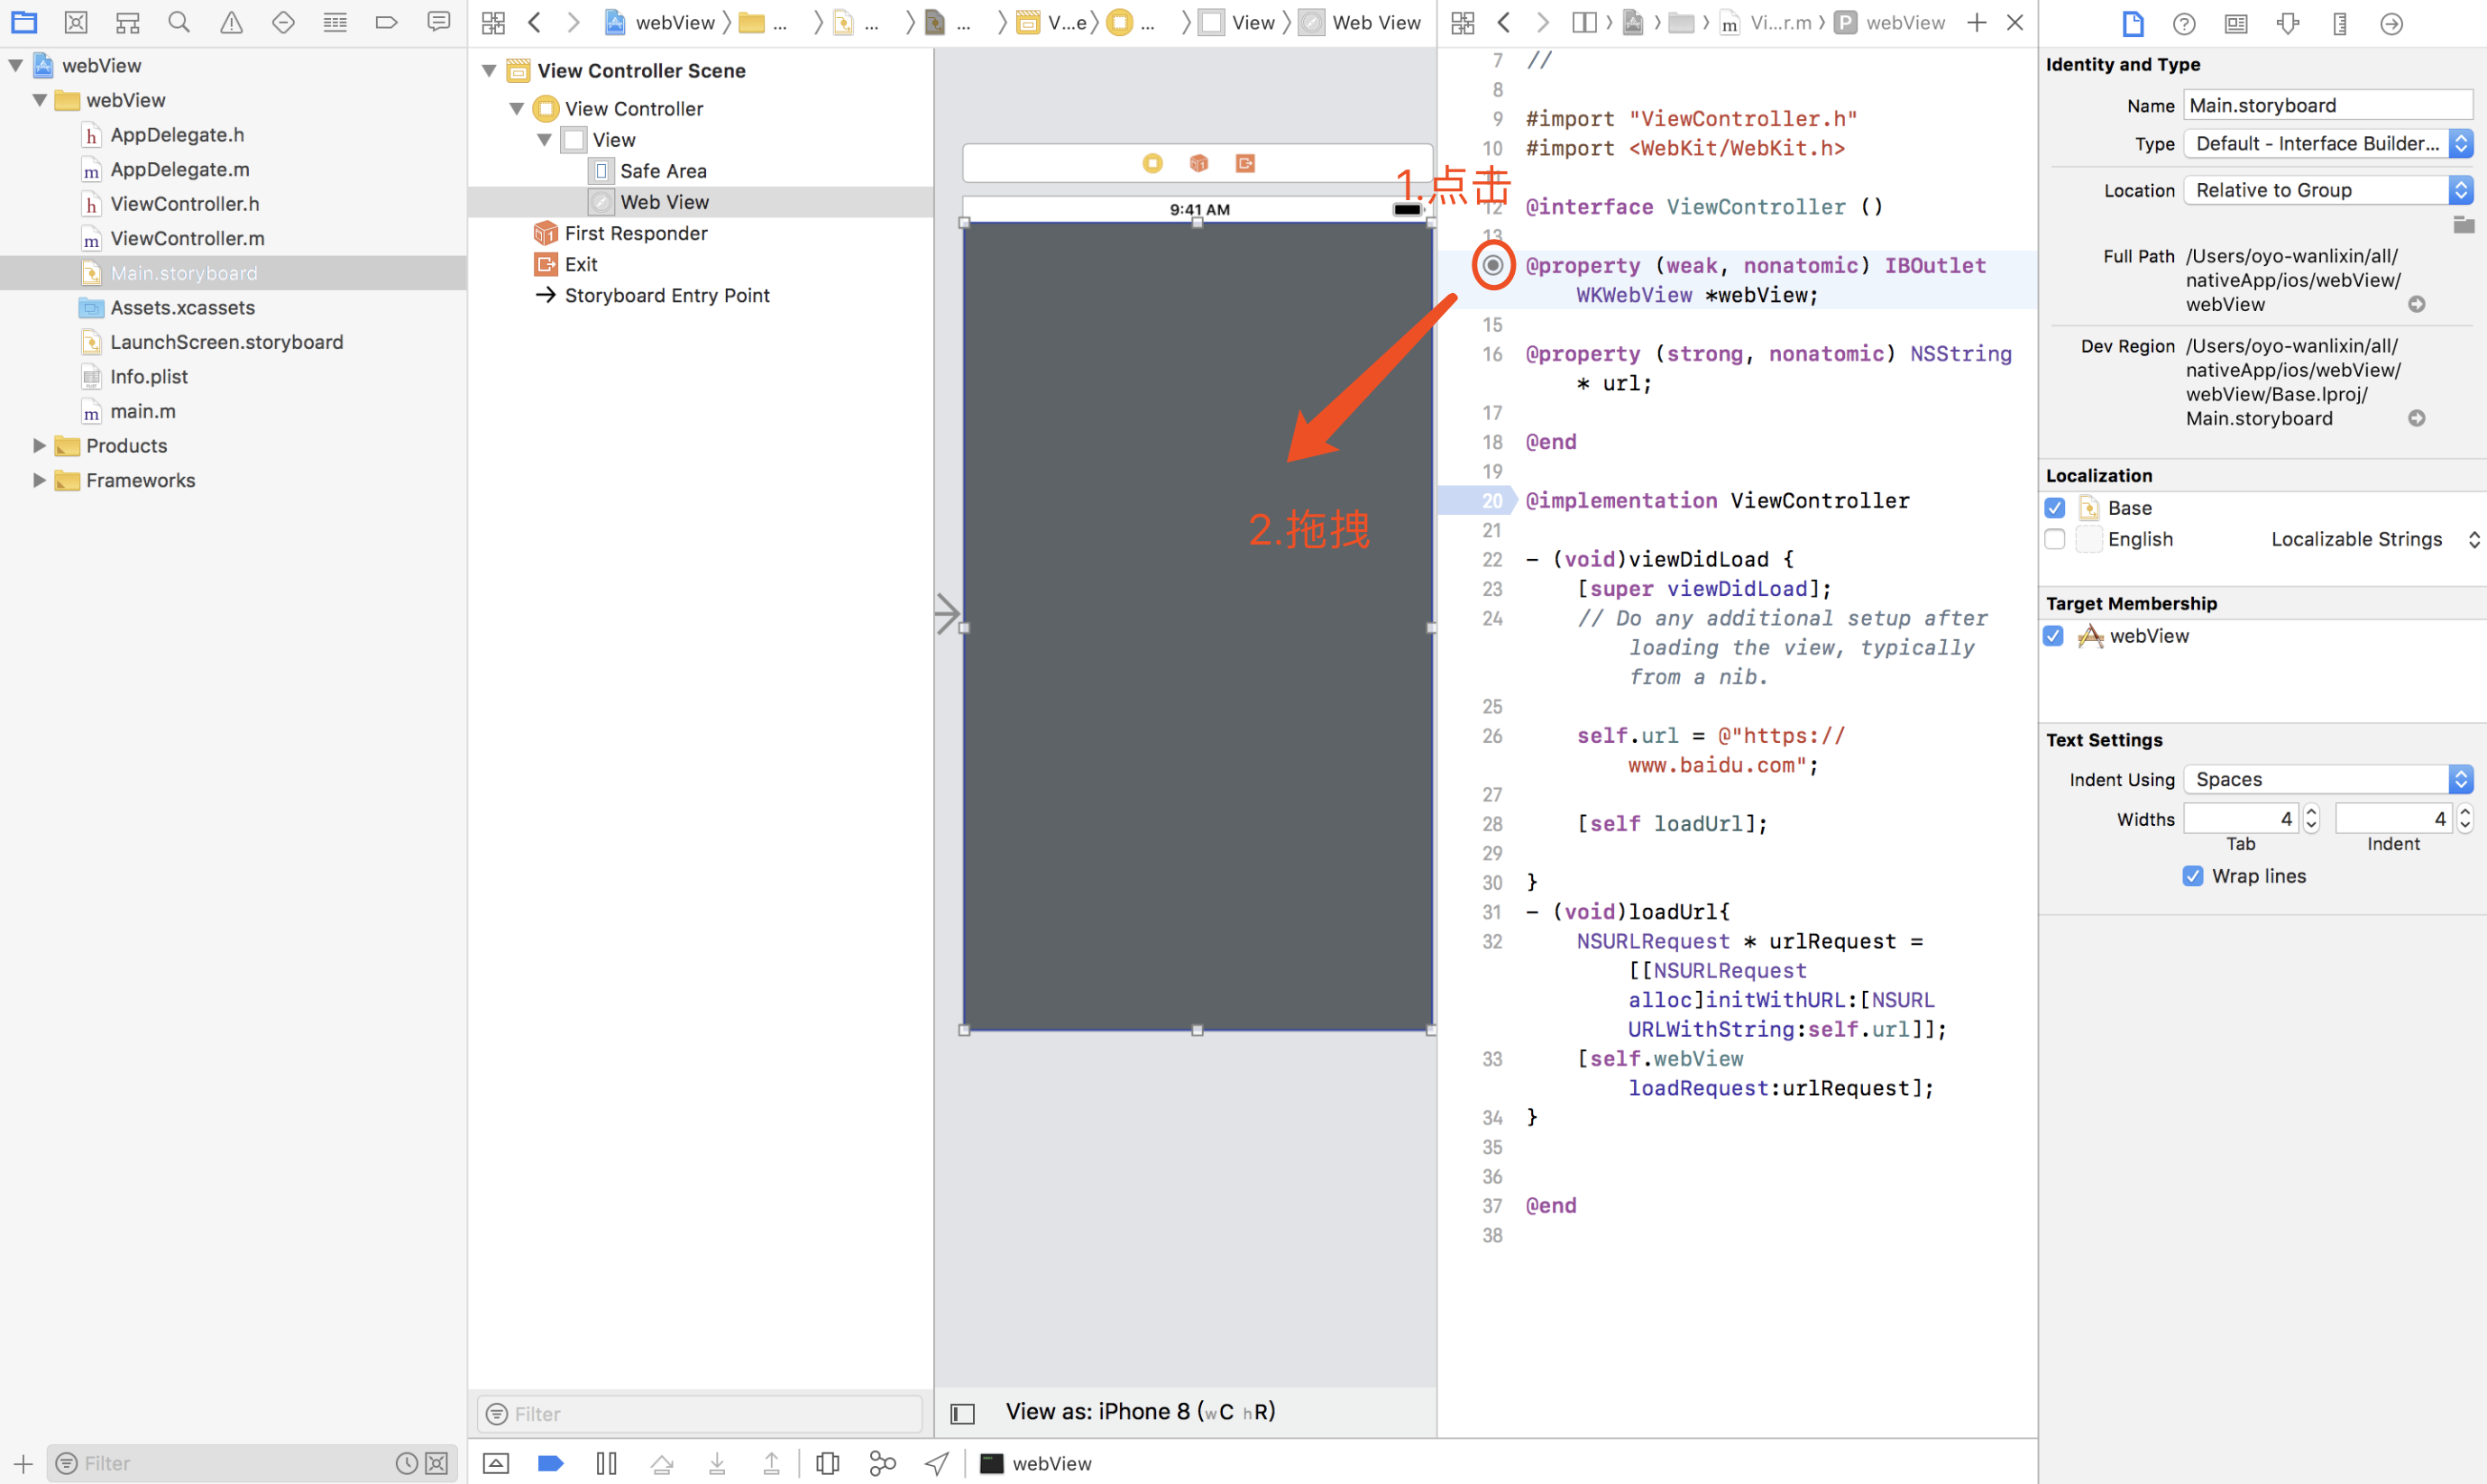 webView
webView
AppDelegate.h
AppDelegate.m
ViewController.h
ViewController.m
Main.storyboard
Assets.xcassets
LaunchScreen.storyboard
Info.plist
main.m
Products
Frameworks
Filter
webView
...
...
...
V...e
...
View
Web View
View Controller Scene
View Controller
View
Safe Area
Web View
First Responder
Exit
Storyboard Entry Point
Filter
9:41 AM
1.点击
2.拖拽
View as: iPhone 8 (wC hR)
webView
Vi...r.m
P
webView
7 //
8
9 #import "ViewController.h"
10 #import <WebKit/WebKit.h>
12 @interface ViewController ()
13
@property (weak, nonatomic) IBOutlet
WKWebView *webView;
15
16 @property (strong, nonatomic) NSString
* url;
17
18 @end
19
20 @implementation ViewController
21
22 - (void)viewDidLoad {
23 [super viewDidLoad];
24 // Do any additional setup after
loading the view, typically
from a nib.
25
26 self.url = @"https://
www.baidu.com";
27
28 [self loadUrl];
29
30 }
31 - (void)loadUrl{
32 NSURLRequest * urlRequest =
[[NSURLRequest
alloc]initWithURL:[NSURL
URLWithString:self.url]];
33 [self.webView
loadRequest:urlRequest];
34 }
35
36
37 @end
38
Identity and Type
Name Main.storyboard
Type Default - Interface Builder...
Location Relative to Group
Full Path /Users/oyo-wanlixin/all/
nativeApp/ios/webView/
webView
Dev Region /Users/oyo-wanlixin/all/
nativeApp/ios/webView/
webView/Base.lproj/
Main.storyboard
Localization
Base
English Localizable Strings
Target Membership
webView
Text Settings
Indent Using Spaces
Widths 4 4
Tab Indent
Wrap lines